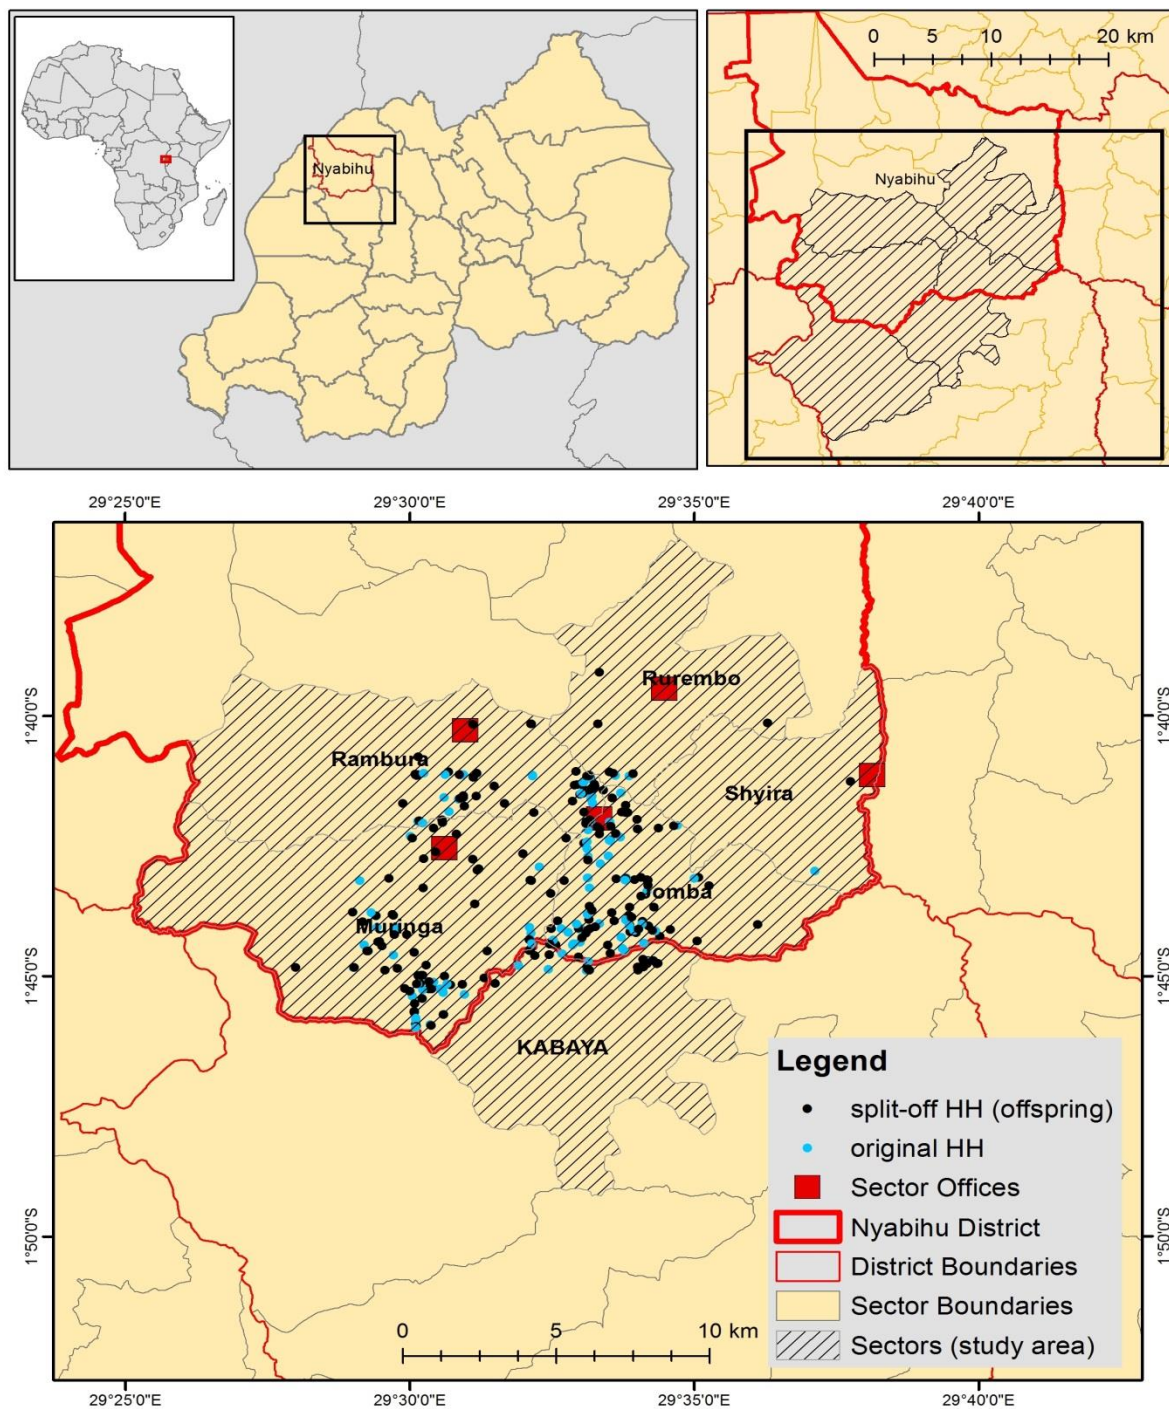 Nyabihu
0 5 10 20 km
Nyabihu
29°25'0"E 29°30'0"E 29°35'0"E 29°40'0"E
1°40'0"S
1°40'0"S
Rurembo
Rambura
Shyira
Jomba
Muringa
1°45'0"S
1°45'0"S
KABAYA
Legend
split-off HH (offspring)
original HH
Sector Offices
Nyabihu District
District Boundaries
Sector Boundaries
Sectors (study area)
1°50'0"S
1°50'0"S
0 5 10 km
29°25'0"E 29°30'0"E 29°35'0"E 29°40'0"E